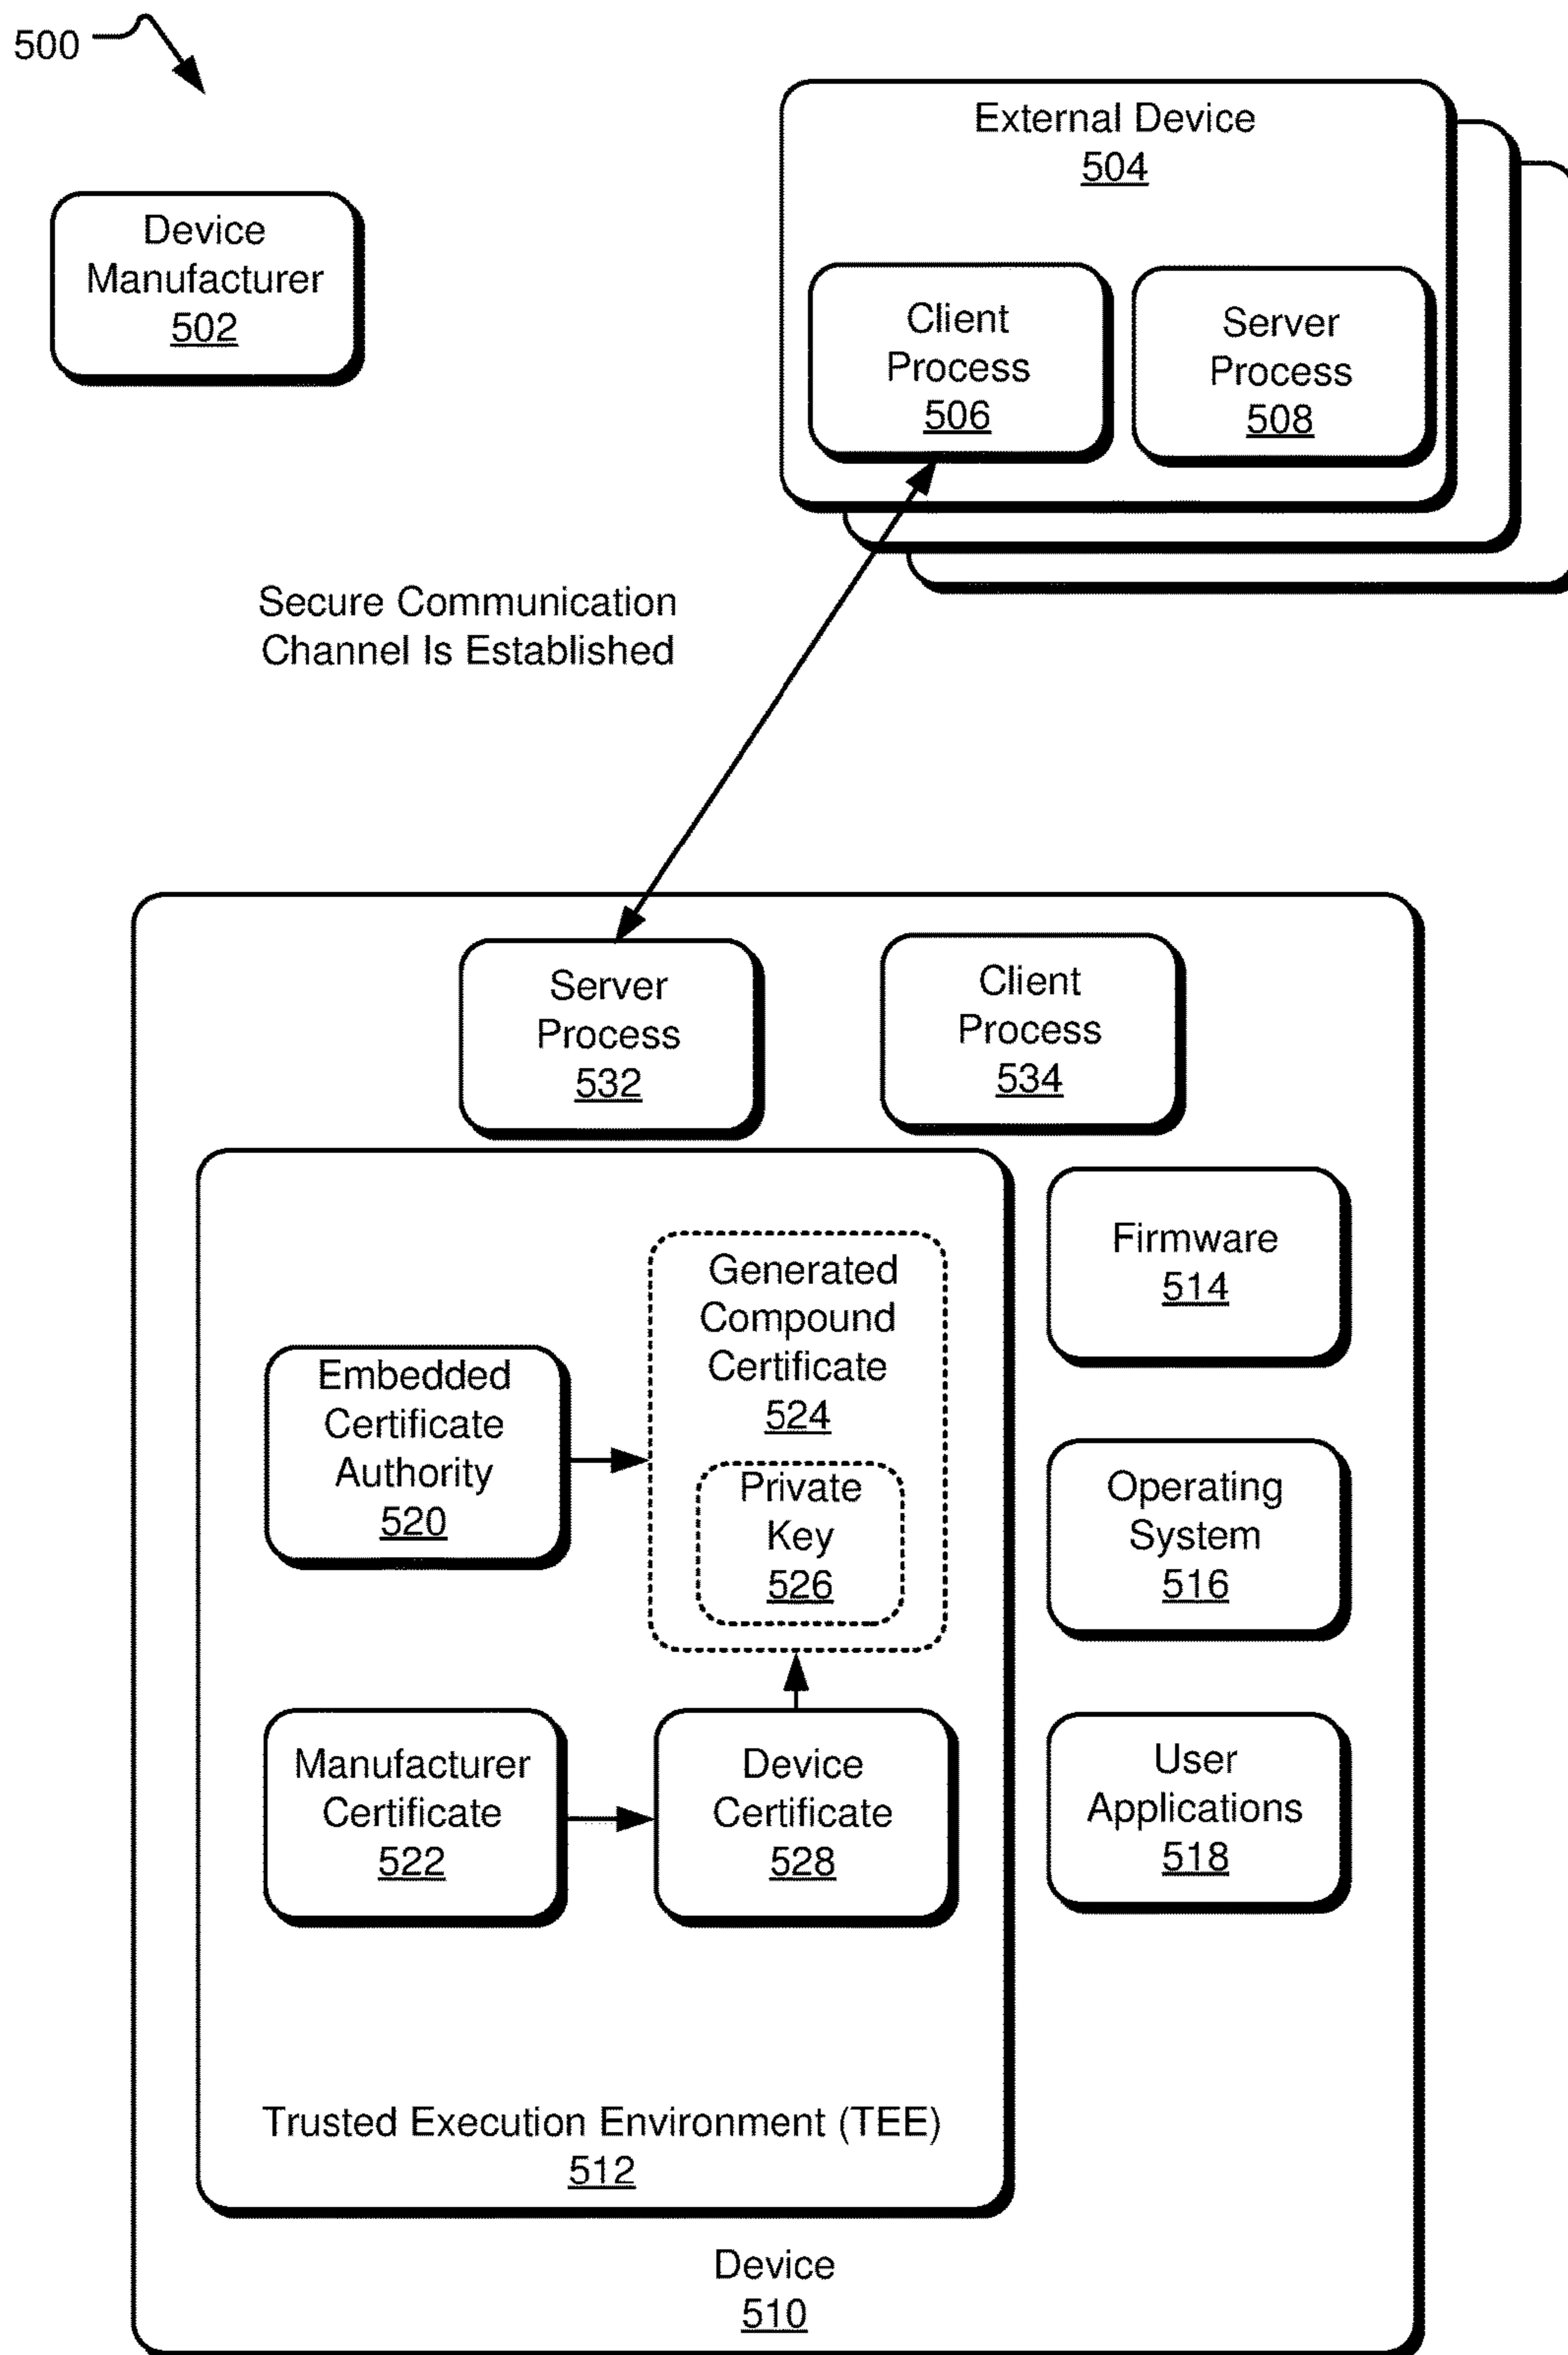 500
External Device
504
Device
Manufacturer
502
Client
Process
506
Server
Process
508
Secure Communication
Channel Is Established
Server
Process
532
Client
Process
534
Firmware
514
Generated
Compound
Certificate
524
Embedded
Certificate
Authority
520
Private
Key
526
Operating
System
516
Manufacturer
Certificate
522
Device
Certificate
528
User
Applications
518
Trusted Execution Environment (TEE)
512
Device
510